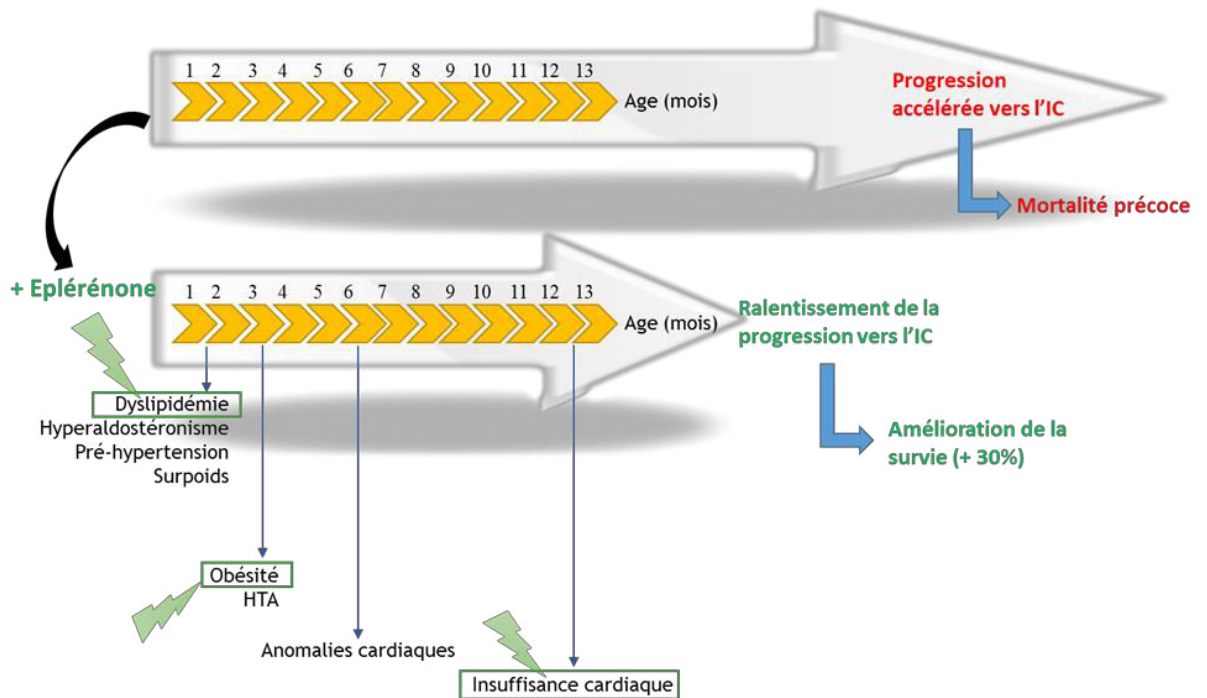 1 2 3 4 5 6 7 8 9 10 11 12 13
Age (mois)
Progression
accélérée vers l’IC
Mortalité précoce
+ Eplérénone
1 2 3 4 5 6 7 8 9 10 11 12 13
Age (mois)
Ralentissement de la
progression vers l’IC
Amélioration de la
survie (+ 30%)
Dyslipidémie
Hyperaldostéronisme
Pré-hypertension
Surpoids
Obésité
HTA
Anomalies cardiaques
Insuffisance cardiaque